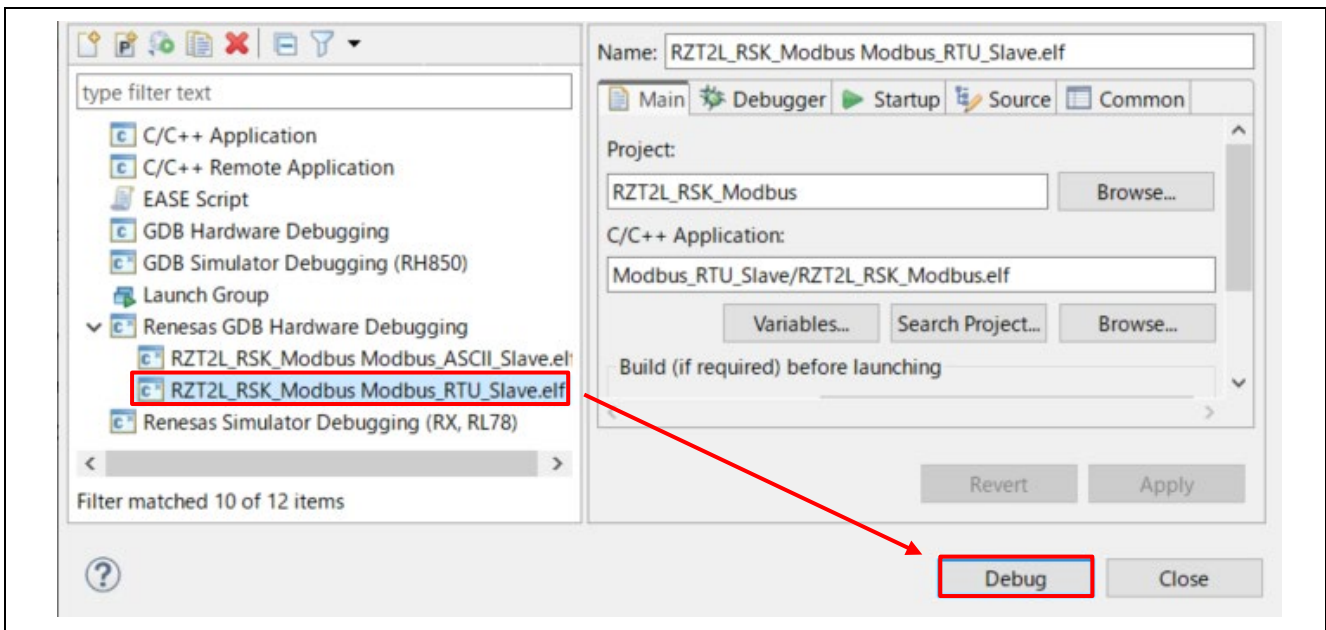 type filter text
C/C++ Application
C/C++ Remote Application
EASE Script
GDB Hardware Debugging
GDB Simulator Debugging (RH850)
Launch Group
Renesas GDB Hardware Debugging
RZT2L_RSK_Modbus Modbus_ASCII_Slave.el
RZT2L_RSK_Modbus Modbus_RTU_Slave.elf
Renesas Simulator Debugging (RX, RL78)
Filter matched 10 of 12 items
Name: RZT2L_RSK_Modbus Modbus_RTU_Slave.elf
Main Debugger Startup Source Common
Project:
RZT2L_RSK_Modbus Browse...
C/C++ Application:
Modbus_RTU_Slave/RZT2L_RSK_Modbus.elf
Variables... Search Project... Browse...
Build (if required) before launching
Revert Apply
? Debug Close